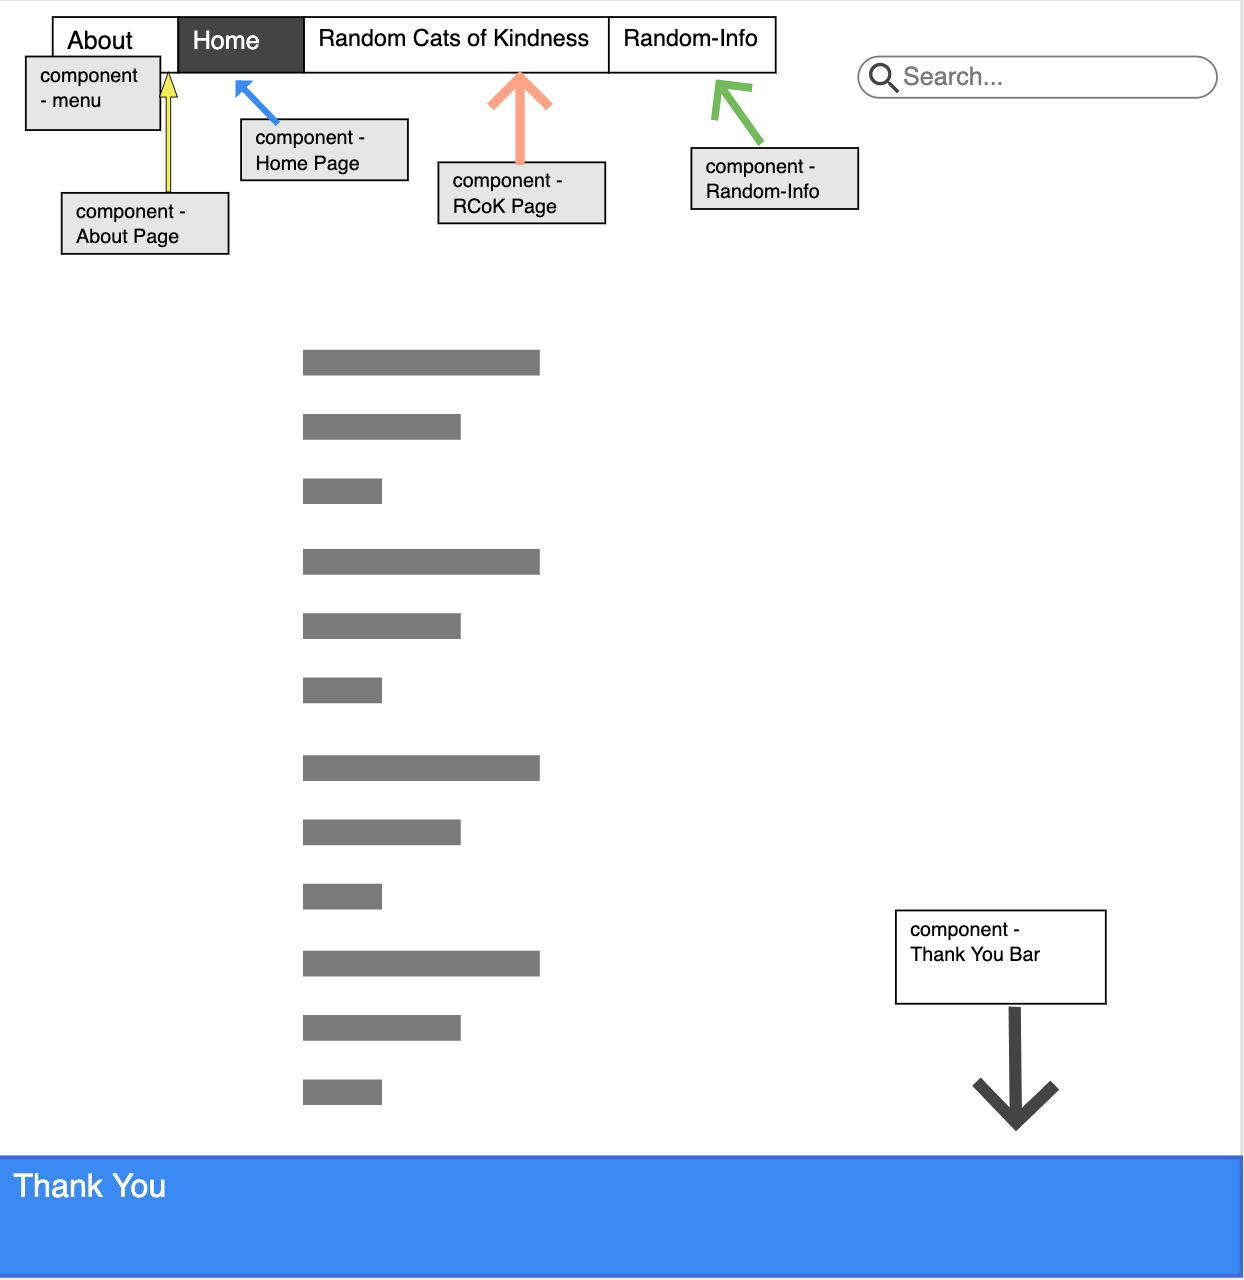 About
Home
Random Cats of Kindness
Random-Info
component
- menu
Search...
component -
Home Page
component -
RCoK Page
component -
Random-Info
component -
About Page
component -
Thank You Bar
Thank You